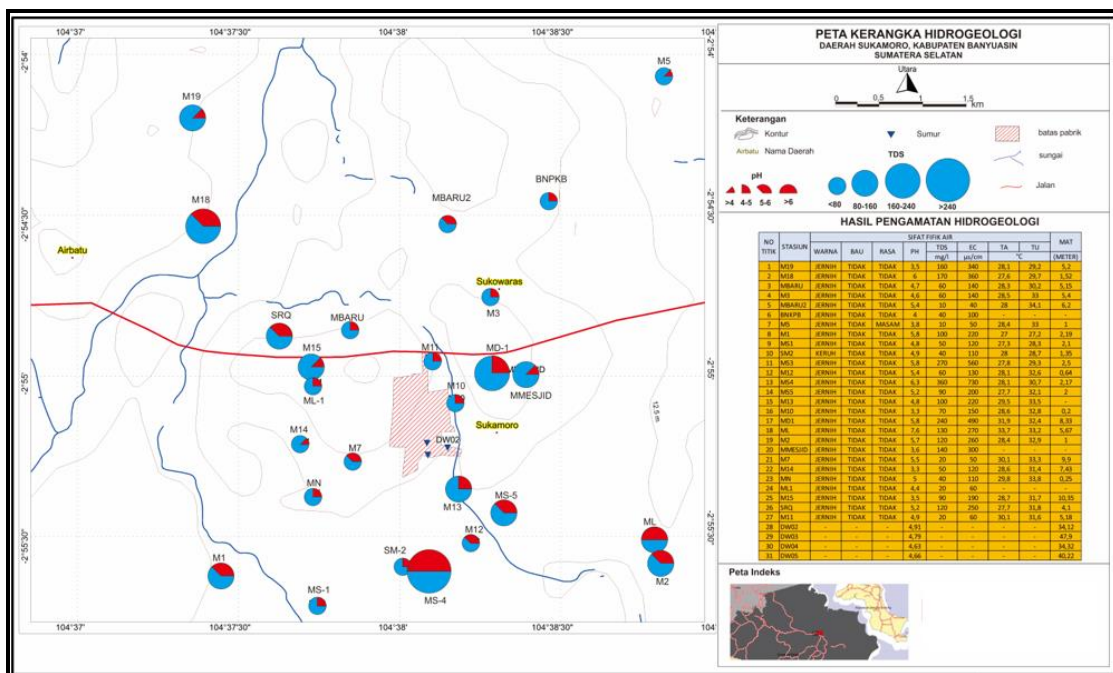 104°37'
104°37'30"
104°38'
104°38'30"
-2°54'
-2°54'
M5
M19
BNPKB
MBARU2
M18
-2°54'30"
-2°54'30"
Airbatu
Sukowaras
M3
SRQ
MBARU
M15
M11
MD-1
-2°55'
-2°55'
ML-1
MMESJID
M10
M14
DW02
Sukamoro
12.5 m
M7
MN
M13
MS-5
-2°55'30"
-2°55'30"
M12
ML
M1
SM-2
M2
MS-1
MS-4
104°37'
104°37'30"
104°38'
104°38'30"
PETA KERANGKA HIDROGEOLOGI
DAERAH SUKAMORO, KABUPATEN BANYUASIN
SUMATERA SELATAN
Utara
0 0,5 1 1.5
km
Keterangan
Kontur
Sumur
batas pabrik
Airbatu Nama Daerah
TDS
sungai
pH
Jalan
>4 4-5 5-6 >6
<80 80-160 160-240 >240
HASIL PENGAMATAN HIDROGEOLOGI
NO TITIK STASIUN SIFAT FIFIK AIR MAT
WARNA BAU RASA PH TDS EC TA TU
mg/l µs/cm °C (METER)
1 M19 JERNIH TIDAK TIDAK 3,5 160 340 28,1 29,2 5,2
2 M18 JERNIH TIDAK TIDAK 6 170 360 27,6 29,7 1,52
3 MBARU JERNIH TIDAK TIDAK 4,7 60 140 28,3 30,2 5,15
4 M3 JERNIH TIDAK TIDAK 4,6 60 140 28,5 33 5,4
5 MBARU2 JERNIH TIDAK TIDAK 5,4 10 40 28 34,1 6,2
6 BNKPB JERNIH TIDAK TIDAK 4 40 100 - - -
7 M5 JERNIH TIDAK MASAM 3,8 10 50 28,4 33 1
8 M1 JERNIH TIDAK TIDAK 5,6 100 220 27 27,2 2,19
9 MS1 JERNIH TIDAK TIDAK 4,8 50 120 27,3 28,3 2,1
10 SM2 KERUH TIDAK TIDAK 4,9 40 110 28 28,7 1,35
11 MS3 JERNIH TIDAK TIDAK 5,8 270 560 27,8 29,3 2,5
12 M12 JERNIH TIDAK TIDAK 5,4 60 130 28,1 32,6 0,64
13 MS4 JERNIH TIDAK TIDAK 6,3 360 730 28,1 30,7 2,17
14 MS5 JERNIH TIDAK TIDAK 5,2 90 200 27,7 32,1 2
15 M13 JERNIH TIDAK TIDAK 4,8 100 220 29,5 33,5 -
16 M10 JERNIH TIDAK TIDAK 3,3 70 150 28,6 32,8 0,2
17 MD1 JERNIH TIDAK TIDAK 5,8 240 490 31,9 32,4 8,33
18 ML JERNIH TIDAK TIDAK 7,6 130 270 33,7 33,2 5,67
19 M2 JERNIH TIDAK TIDAK 5,7 120 260 28,4 32,9 1
20 MMESJID JERNIH TIDAK TIDAK 3,6 140 300 - - -
21 M7 JERNIH TIDAK TIDAK 5,5 20 50 30,1 33,3 9,9
22 M14 JERNIH TIDAK TIDAK 3,3 50 120 28,6 31,4 7,43
23 MN JERNIH TIDAK TIDAK 5 40 110 29,8 33,8 0,25
24 ML1 JERNIH TIDAK TIDAK 4,4 20 60 - - -
25 M15 JERNIH TIDAK TIDAK 3,5 90 190 28,7 31,7 10,35
26 SRQ JERNIH TIDAK TIDAK 5,2 120 250 27,7 31,8 4,1
27 M11 JERNIH TIDAK TIDAK 4,9 20 60 30,1 31,6 5,18
28 DW02 - - - 4,91 - - - - 34,12
29 DW03 - - - 4,79 - - - - 47,9
30 DW04 - - - 4,63 - - - - 34,32
31 DW05 - - - 4,66 - - - - 40,22
Peta Indeks